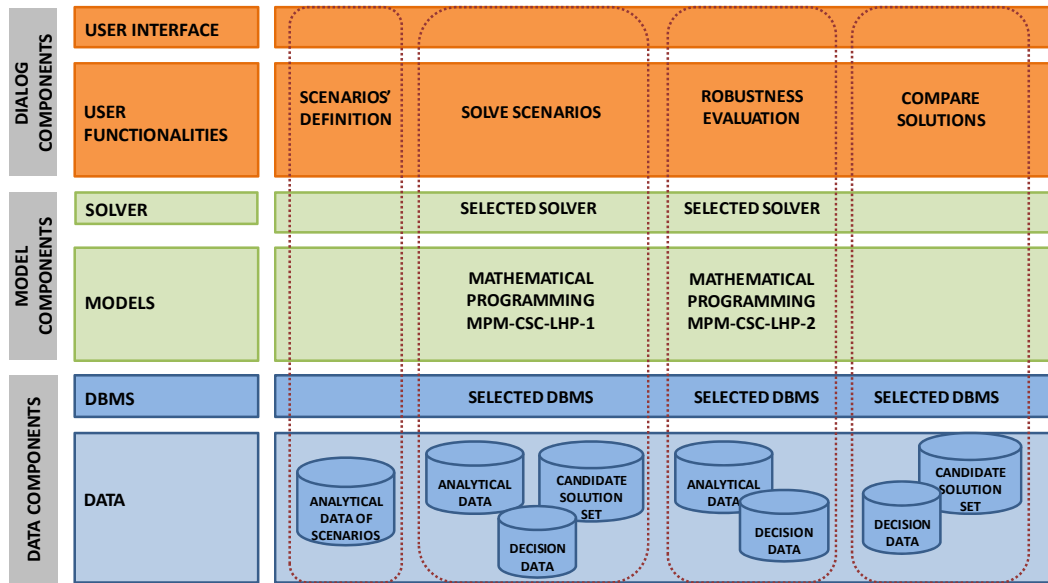 DIALOG
COMPONENTS
USER INTERFACE
USER
FUNCTIONALITIES
SCENARIOS'
DEFINITION
SOLVE SCENARIOS
ROBUSTNESS
EVALUATION
COMPARE
SOLUTIONS
MODEL
COMPONENTS
SOLVER
SELECTED SOLVER
SELECTED SOLVER
MODELS
MATHEMATICAL
PROGRAMMING
MPM-CSC-LHP-1
MATHEMATICAL
PROGRAMMING
MPM-CSC-LHP-2
DATA COMPONENTS
DBMS
SELECTED DBMS
SELECTED DBMS
SELECTED DBMS
DATA
ANALYTICAL
DATA OF
SCENARIOS
ANALYTICAL
DATA
CANDIDATE
SOLUTION
SET
DECISION
DATA
ANALYTICAL
DATA
DECISION
DATA
CANDIDATE
SOLUTION
SET
DECISION
DATA